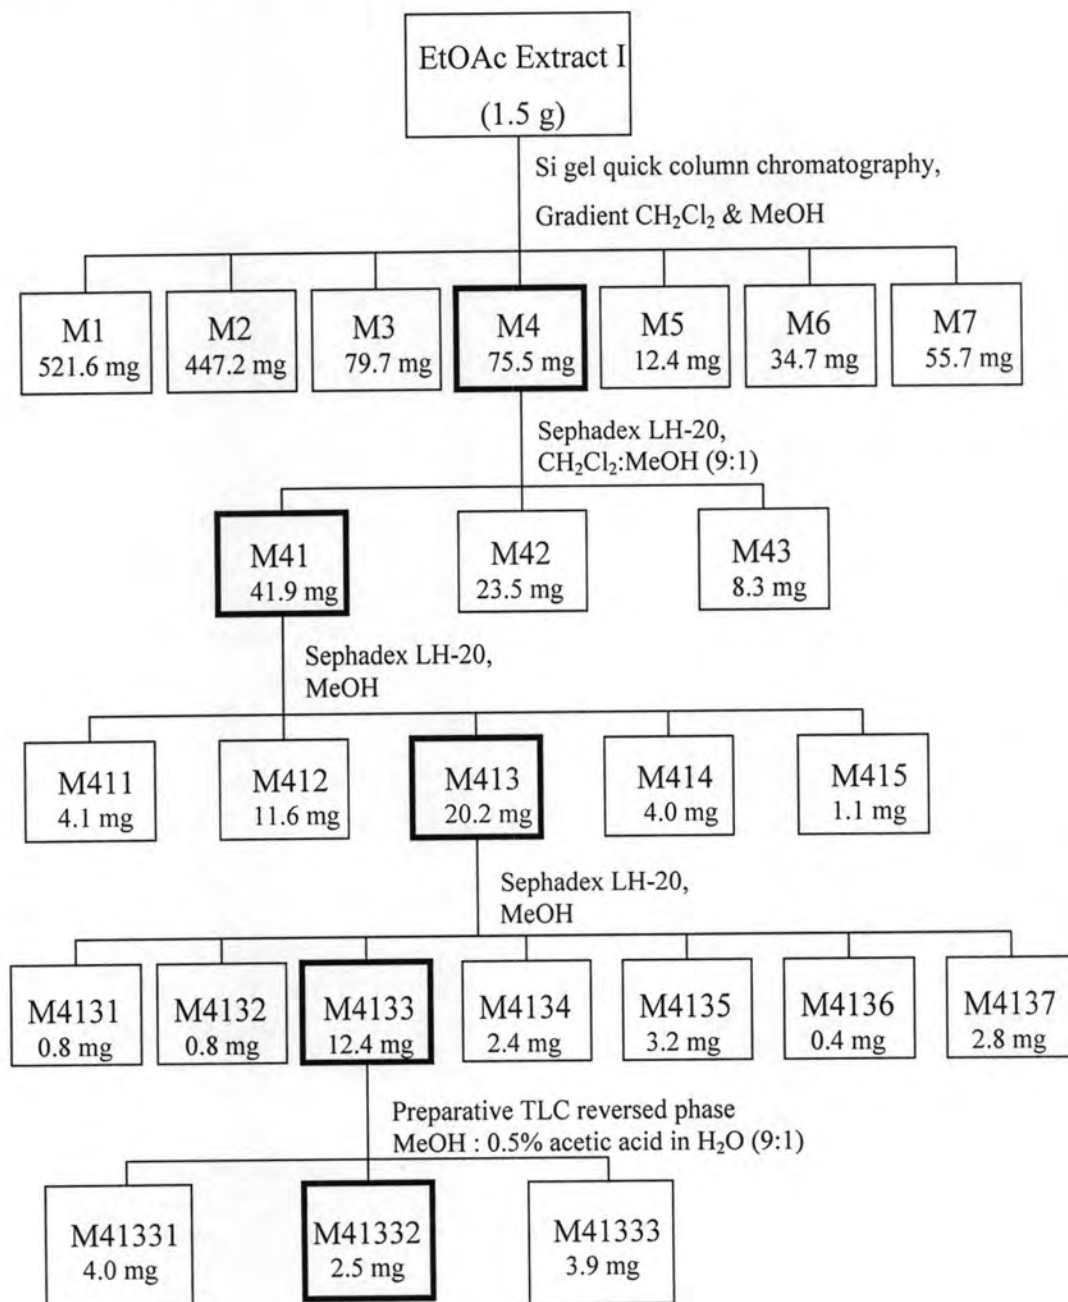 EtOAc Extract I
(1.5 g)
Si gel quick column chromatography,
Gradient CH₂Cl₂ & MeOH
M1
521.6 mg
M2
447.2 mg
M3
79.7 mg
M4
75.5 mg
M5
12.4 mg
M6
34.7 mg
M7
55.7 mg
Sephadex LH-20,
CH₂Cl₂:MeOH (9:1)
M41
41.9 mg
M42
23.5 mg
M43
8.3 mg
Sephadex LH-20,
MeOH
M411
4.1 mg
M412
11.6 mg
M413
20.2 mg
M414
4.0 mg
M415
1.1 mg
Sephadex LH-20,
MeOH
M4131
0.8 mg
M4132
0.8 mg
M4133
12.4 mg
M4134
2.4 mg
M4135
3.2 mg
M4136
0.4 mg
M4137
2.8 mg
Preparative TLC reversed phase
MeOH : 0.5% acetic acid in H₂O (9:1)
M41331
4.0 mg
M41332
2.5 mg
M41333
3.9 mg